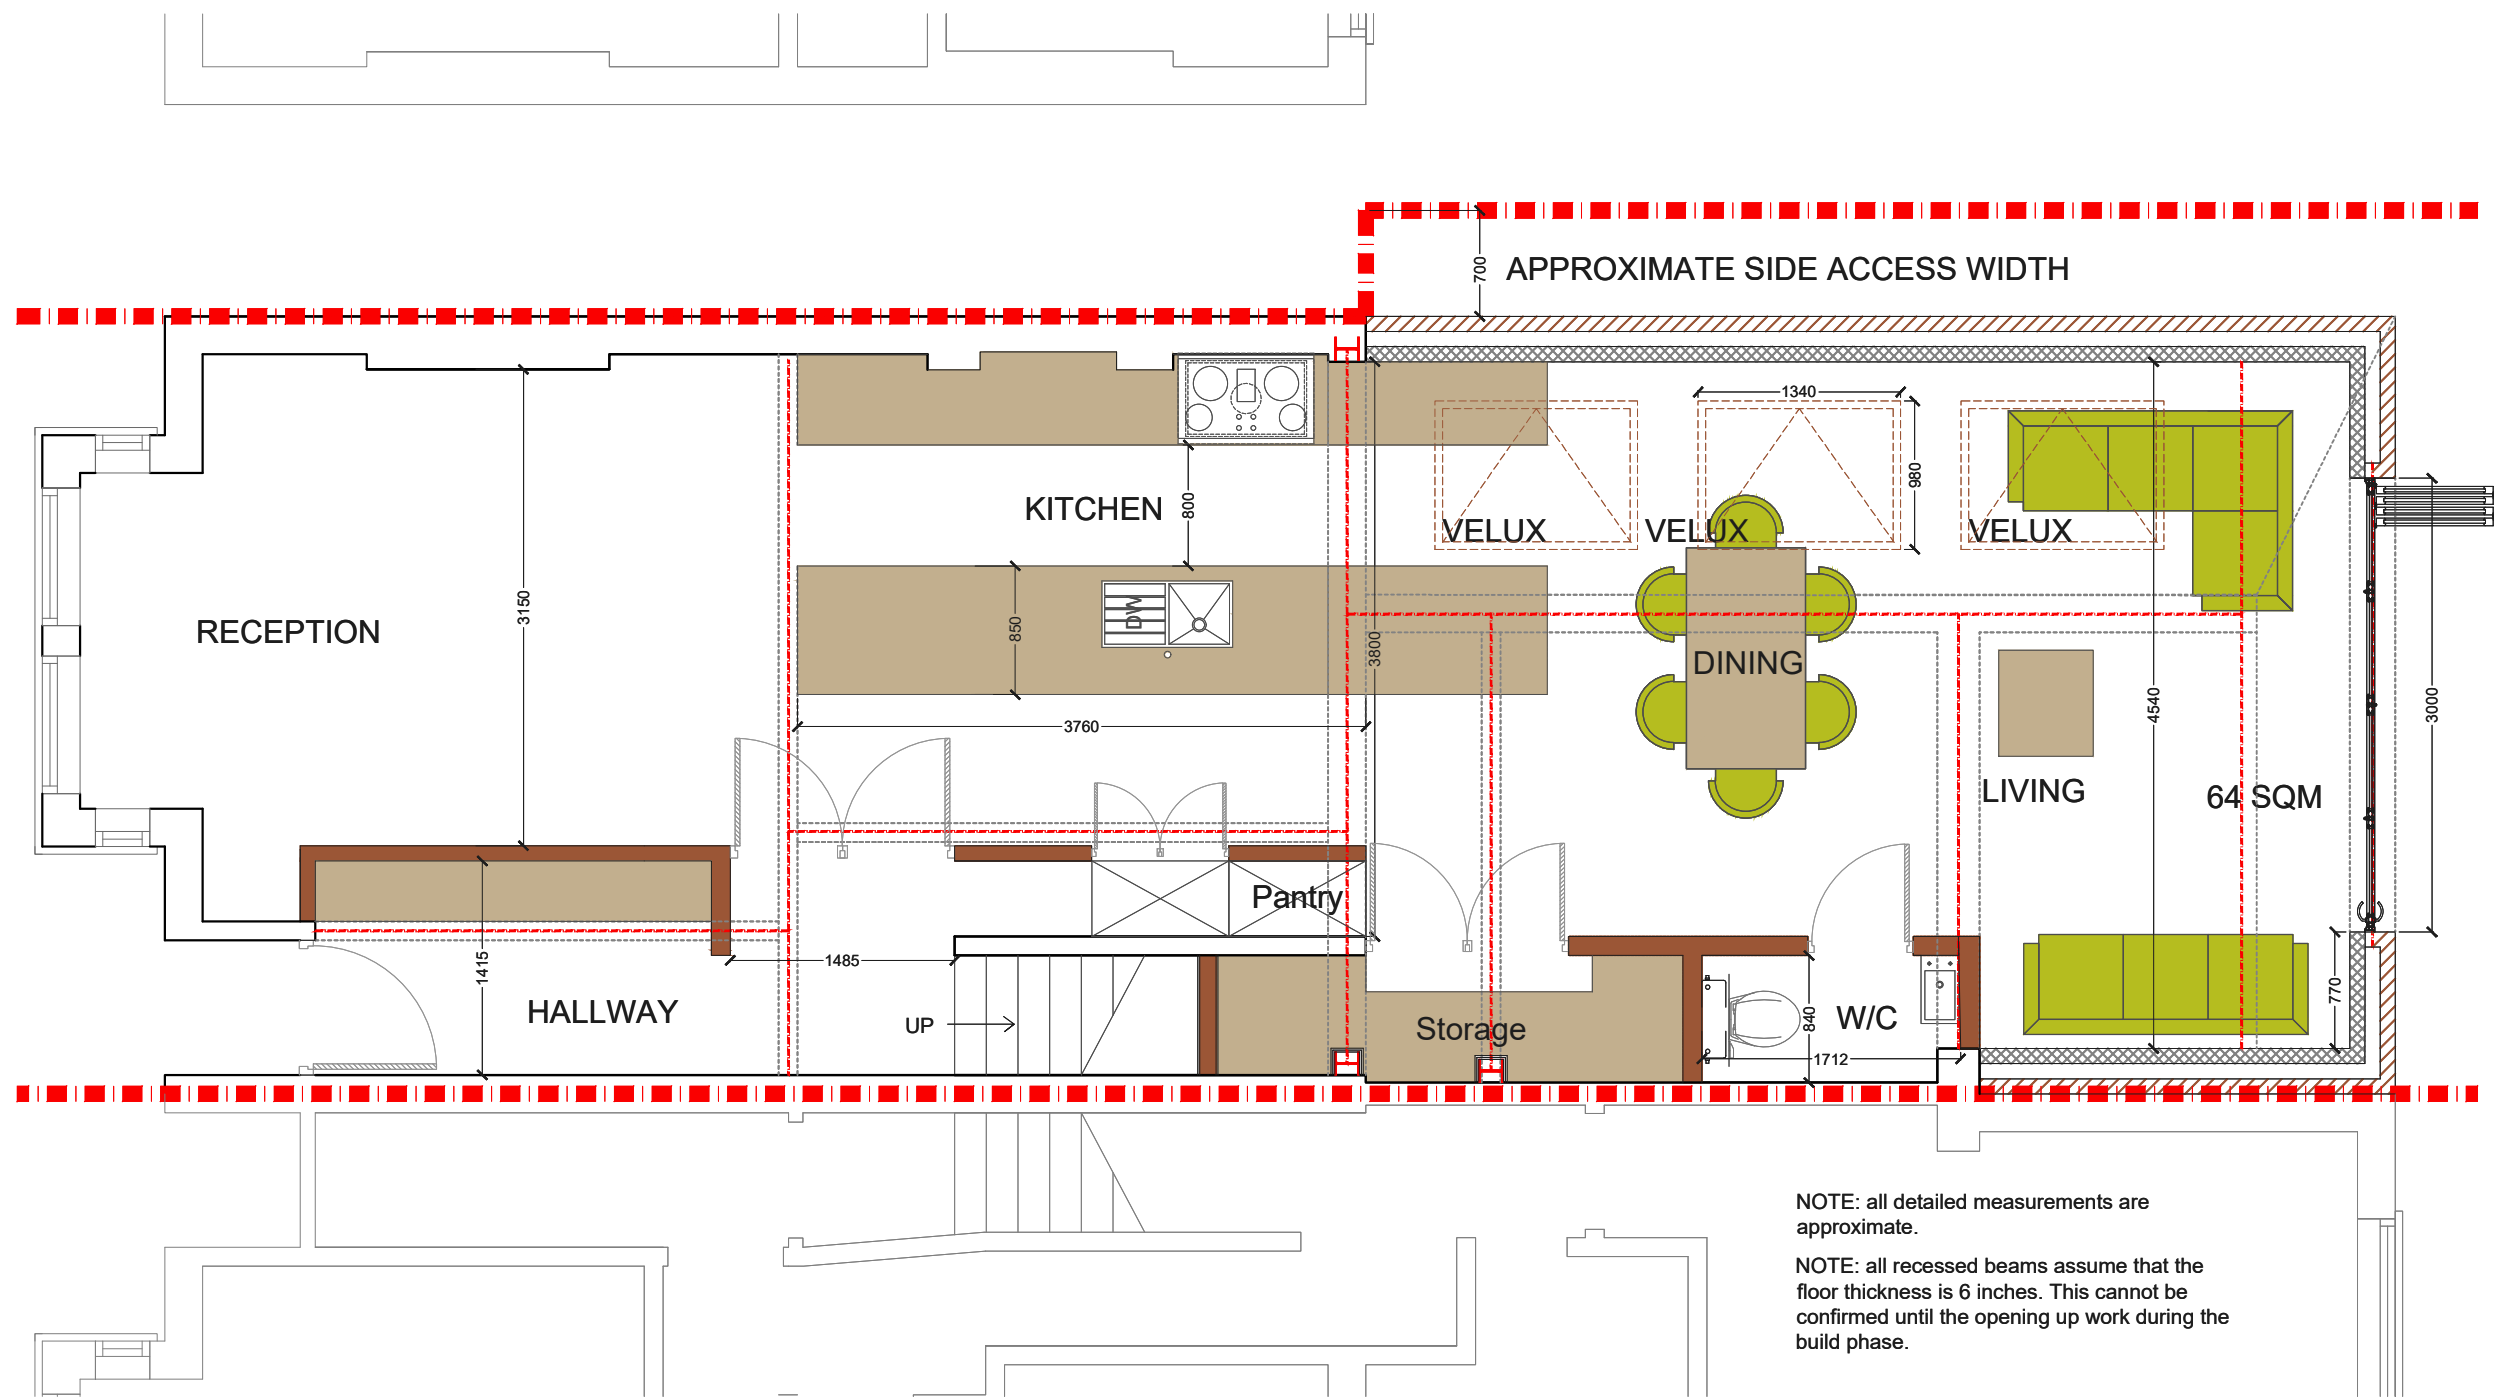 700
APPROXIMATE SIDE ACCESS WIDTH
1340
980
KITCHEN
800
VELUX
VELUX
VELUX
3150
RECEPTION
DW
850
3800
DINING
4540
3000
3760
LIVING
64 SQM
Pantry
1415
1485
HALLWAY
UP
Storage
840
W/C
1712
770
NOTE: all detailed measurements are
approximate.
NOTE: all recessed beams assume that the
floor thickness is 6 inches. This cannot be
confirmed until the opening up work during the
build phase.